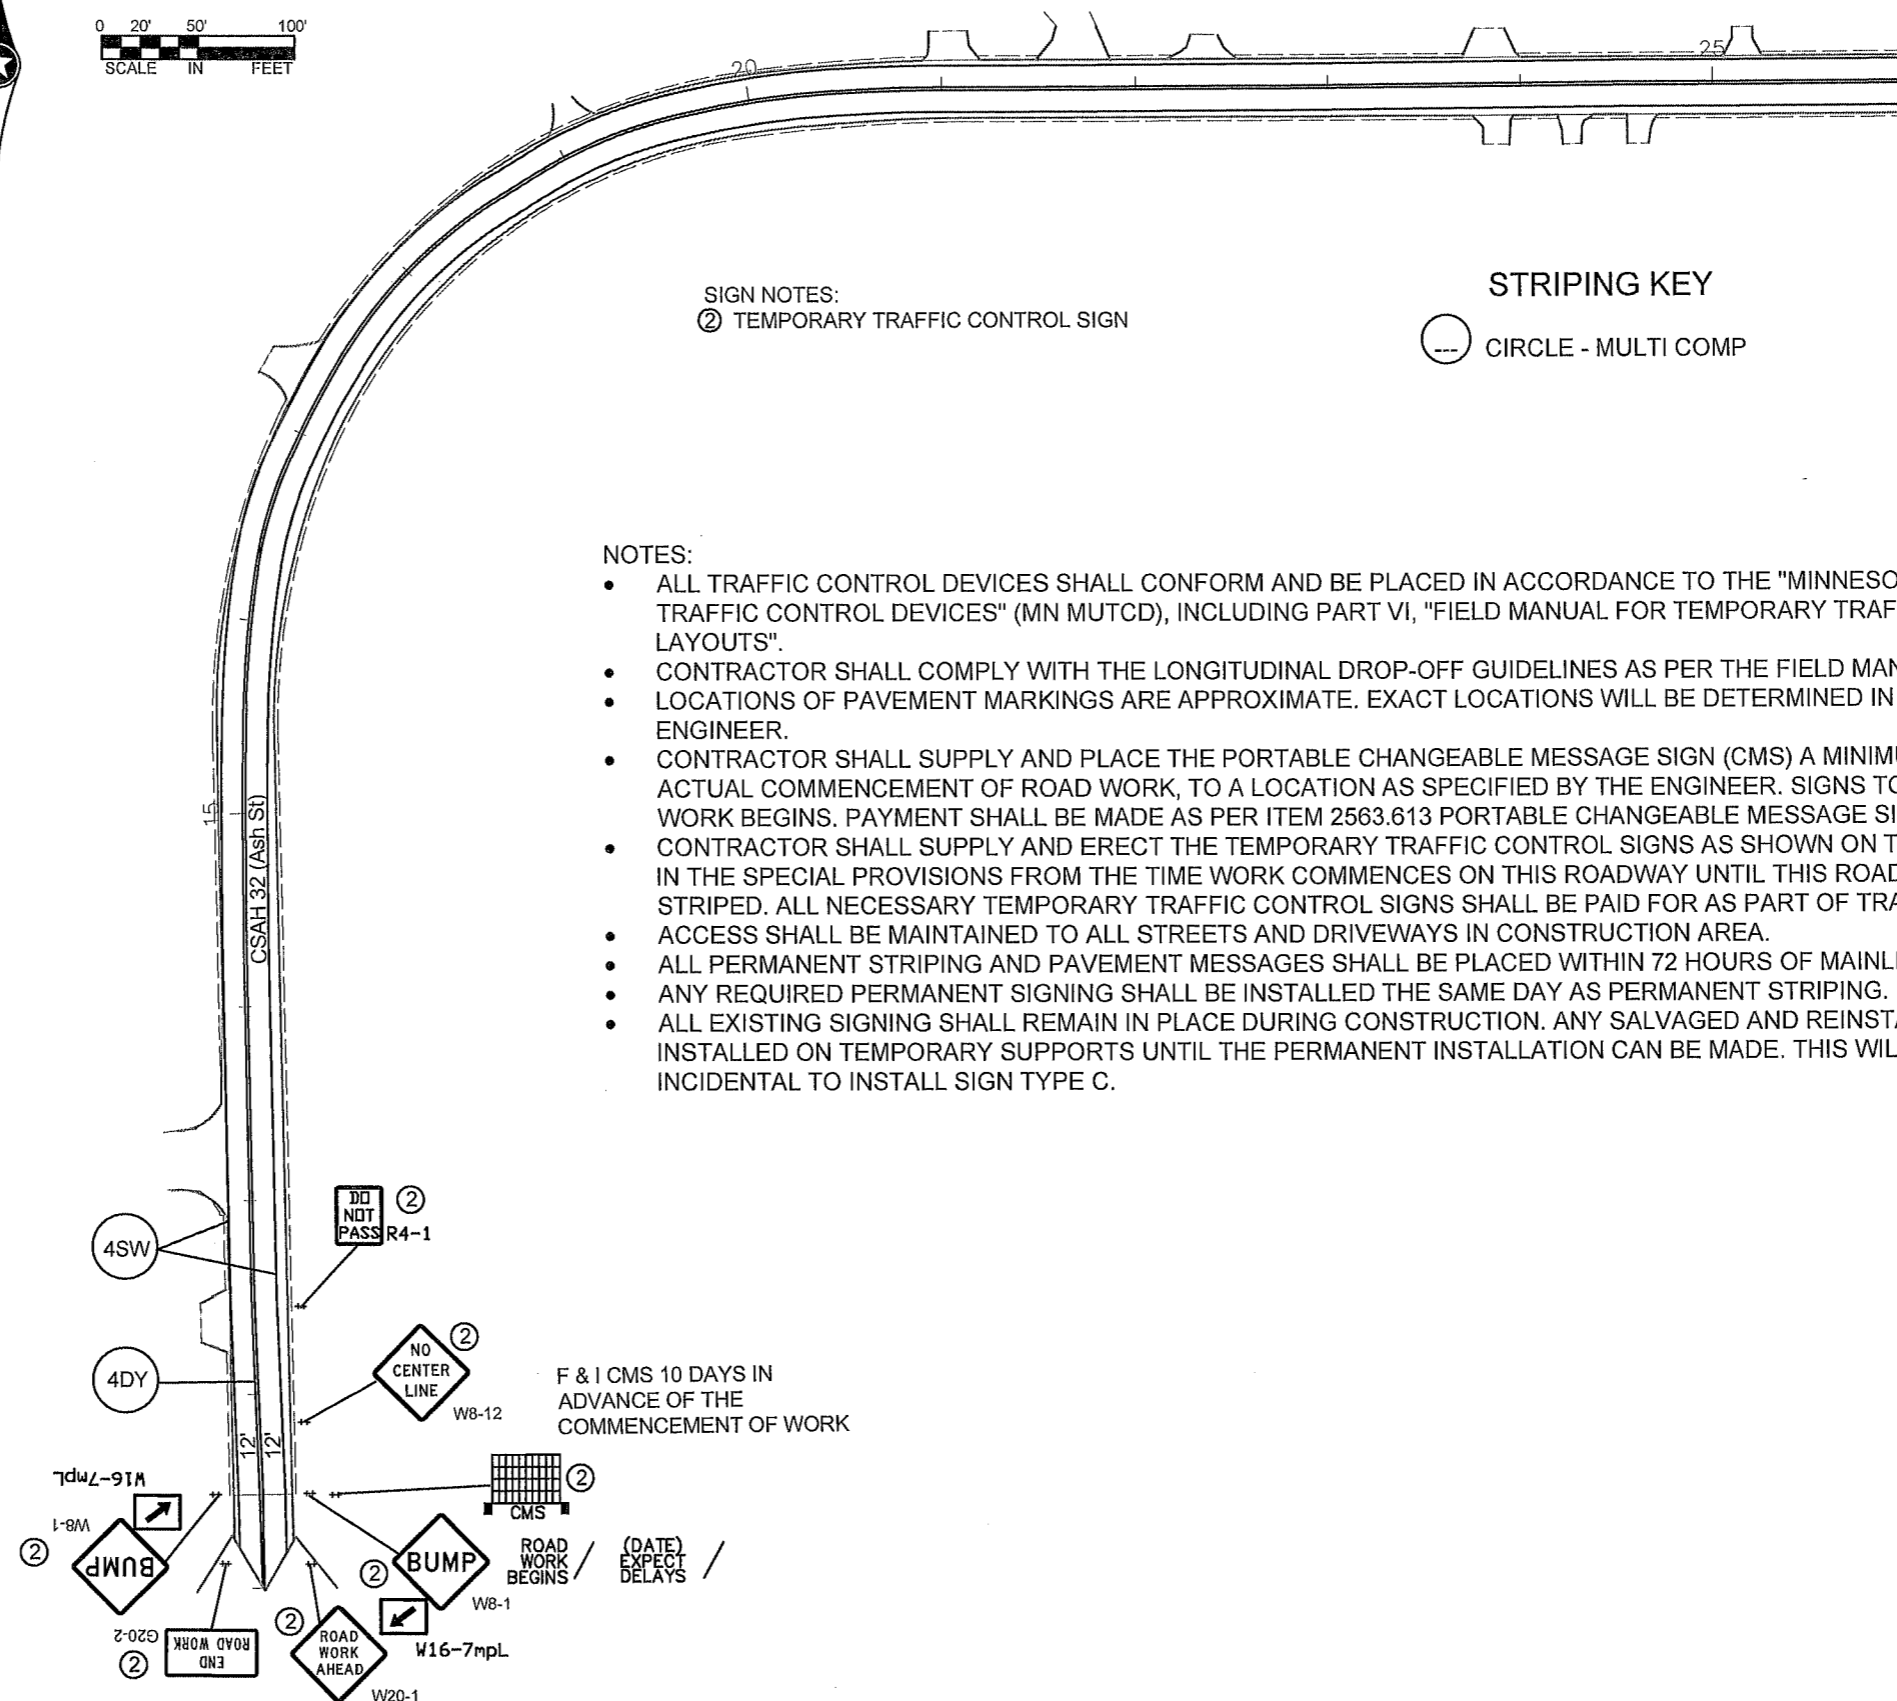 0 20' 50' 100'
SCALE IN FEET
20
25
SIGN NOTES:
② TEMPORARY TRAFFIC CONTROL SIGN
STRIPING KEY
--- CIRCLE - MULTI COMP
NOTES:
• ALL TRAFFIC CONTROL DEVICES SHALL CONFORM AND BE PLACED IN ACCORDANCE TO THE "MINNESO
TRAFFIC CONTROL DEVICES" (MN MUTCD), INCLUDING PART VI, "FIELD MANUAL FOR TEMPORARY TRAF
LAYOUTS".
• CONTRACTOR SHALL COMPLY WITH THE LONGITUDINAL DROP-OFF GUIDELINES AS PER THE FIELD MAN
• LOCATIONS OF PAVEMENT MARKINGS ARE APPROXIMATE. EXACT LOCATIONS WILL BE DETERMINED IN
ENGINEER.
• CONTRACTOR SHALL SUPPLY AND PLACE THE PORTABLE CHANGEABLE MESSAGE SIGN (CMS) A MINIMU
ACTUAL COMMENCEMENT OF ROAD WORK, TO A LOCATION AS SPECIFIED BY THE ENGINEER. SIGNS TO
WORK BEGINS. PAYMENT SHALL BE MADE AS PER ITEM 2563.613 PORTABLE CHANGEABLE MESSAGE SI
• CONTRACTOR SHALL SUPPLY AND ERECT THE TEMPORARY TRAFFIC CONTROL SIGNS AS SHOWN ON T
IN THE SPECIAL PROVISIONS FROM THE TIME WORK COMMENCES ON THIS ROADWAY UNTIL THIS ROAD
STRIPED. ALL NECESSARY TEMPORARY TRAFFIC CONTROL SIGNS SHALL BE PAID FOR AS PART OF TRA
• ACCESS SHALL BE MAINTAINED TO ALL STREETS AND DRIVEWAYS IN CONSTRUCTION AREA.
• ALL PERMANENT STRIPING AND PAVEMENT MESSAGES SHALL BE PLACED WITHIN 72 HOURS OF MAINL
• ANY REQUIRED PERMANENT SIGNING SHALL BE INSTALLED THE SAME DAY AS PERMANENT STRIPING.
• ALL EXISTING SIGNING SHALL REMAIN IN PLACE DURING CONSTRUCTION. ANY SALVAGED AND REINSTA
INSTALLED ON TEMPORARY SUPPORTS UNTIL THE PERMANENT INSTALLATION CAN BE MADE. THIS WIL
INCIDENTAL TO INSTALL SIGN TYPE C.
15
CSAH 32 (Ash St)
DO
NOT
PASS
R4-1
②
4SW
NO
CENTER
LINE
②
W8-12
4DY
12' 12'
F & I CMS 10 DAYS IN
ADVANCE OF THE
COMMENCEMENT OF WORK
W16-7mpL
W8-1
②
BUMP
CMS
②
ROAD
WORK
BEGINS /
(DATE)
EXPECT
DELAYS /
BUMP
②
W8-1
W16-7mpL
G20-2
②
END
ROAD WORK
②
ROAD
WORK
AHEAD
W20-1